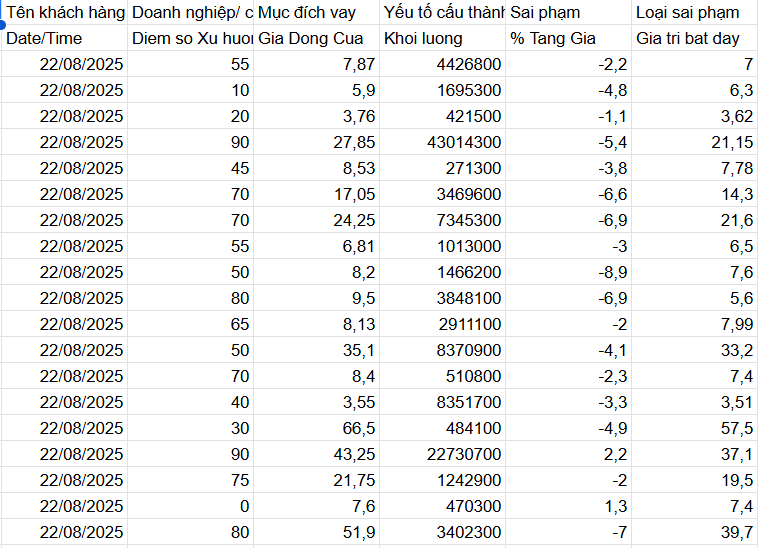 Tên khách hàng Doanh nghiệp/ c Mục đích vay Yếu tố cấu thành Sai phạm Loại sai phạm
Date/Time Diem so Xu huor Gia Dong Cua Khoi luong % Tang Gia Gia tri bat day
22/08/2025 55 7,87 4426800 -2,2 7
22/08/2025 10 5,9 1695300 -4,8 6,3
22/08/2025 20 3,76 421500 -1,1 3,62
22/08/2025 90 27,85 43014300 -5,4 21,15
22/08/2025 45 8,53 271300 -3,8 7,78
22/08/2025 70 17,05 3469600 -6,6 14,3
22/08/2025 70 24,25 7345300 -6,9 21,6
22/08/2025 55 6,81 1013000 -3 6,5
22/08/2025 50 8,2 1466200 -8,9 7,6
22/08/2025 80 9,5 3848100 -6,9 5,6
22/08/2025 65 8,13 2911100 -2 7,99
22/08/2025 50 35,1 8370900 -4,1 33,2
22/08/2025 70 8,4 510800 -2,3 7,4
22/08/2025 40 3,55 8351700 -3,3 3,51
22/08/2025 30 66,5 484100 -4,9 57,5
22/08/2025 90 43,25 22730700 2,2 37,1
22/08/2025 75 21,75 1242900 -2 19,5
22/08/2025 0 7,6 470300 1,3 7,4
22/08/2025 80 51,9 3402300 -7 39,7